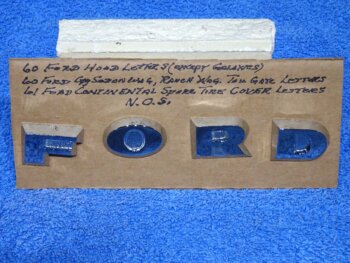 60 FORD HOOD LETTERS (EXCEPT GALAXIES)
60 FORD Ctry SEDAN WAG, RANCH WAG. TAIL GATE LETTERS
61 FORD CONTINENTAL SPARE TIRE COVER LETTERS
N.O.S.
F O R D